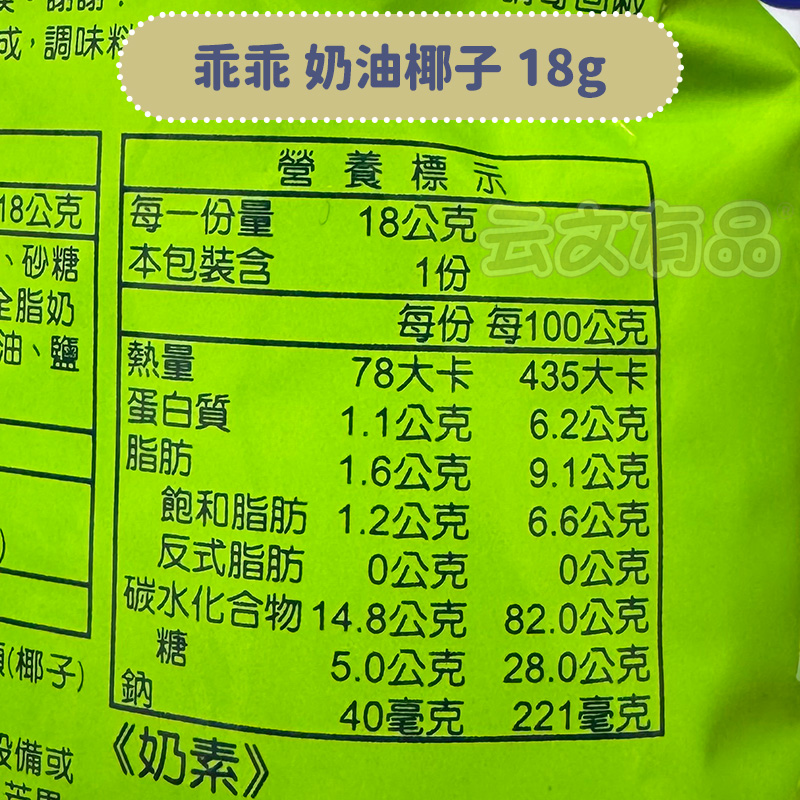 乖乖 奶油椰子 18g
成，調味料
營養標示
每一份量 18公克
本包裝含 1份
每份 每100公克
熱量 78大卡 435大卡
蛋白質 1.1公克 6.2公克
脂肪 1.6公克 9.1公克
飽和脂肪 1.2公克 6.6公克
反式脂肪 0公克 0公克
碳水化合物 14.8公克 82.0公克
糖 5.0公克 28.0公克
鈉 40毫克 221毫克
《奶素》
云文有品
18公克
、砂糖
全脂奶
油、鹽
(椰子)
設備或